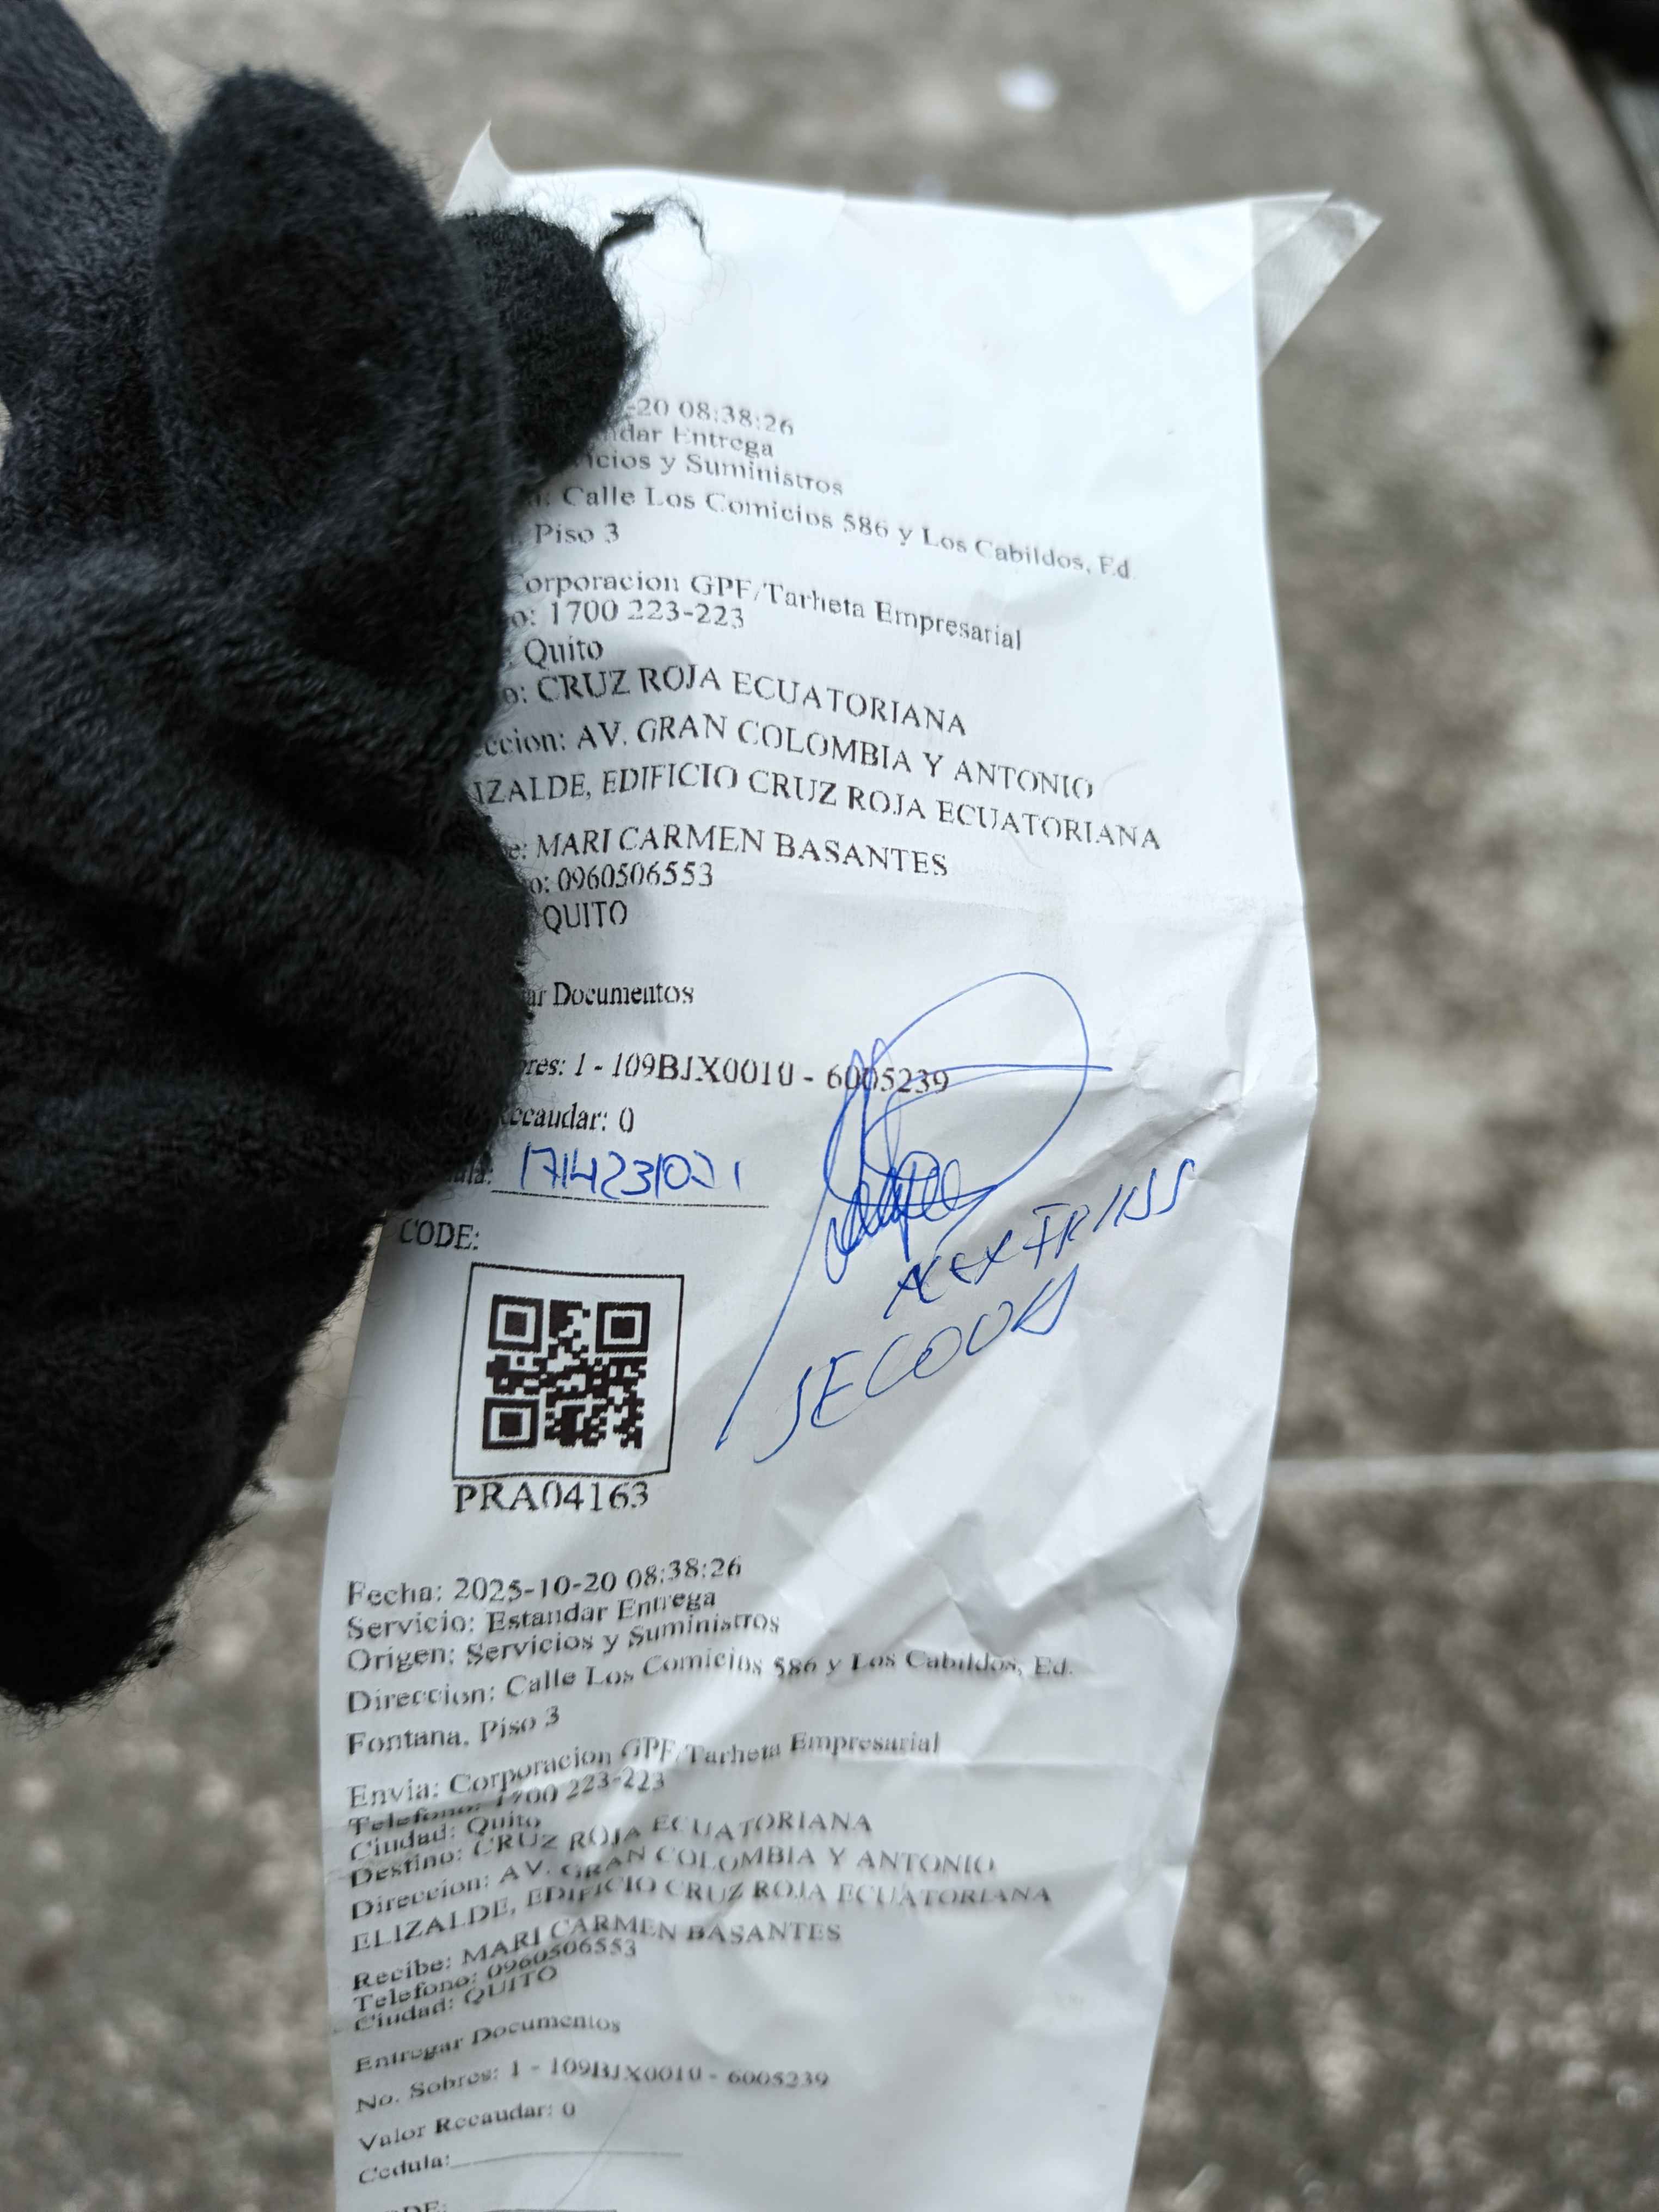 -20 08:38:26
ndar Entrega
icios y Suministros
: Calle Los Comicios 586 y Los Cabildos, Ed.
, Piso 3
Corporacion GPF/Tarheta Empresarial
o: 1700 223-223
: Quito
o: CRUZ ROJA ECUATORIANA
ccion: AV. GRAN COLOMBIA Y ANTONIO
IZALDE, EDIFICIO CRUZ ROJA ECUATORIANA
e: MARI CARMEN BASANTES
o: 0960506553
QUITO
ar Documentos
res: 1 - 109BJX0010 - 6005239
ecaudar: 0
ula:
CODE:
PRA04163
Fecha: 2025-10-20 08:38:26
Servicio: Estandar Entrega
Origen: Servicios y Suministros
Direccion: Calle Los Comicios 586 y Los Cabildos, Ed.
Fontana, Piso 3
Envia: Corporacion GPF/Tarheta Empresarial
Telefono: 1700 223-223
Ciudad: Quito
Destino: CRUZ ROJA ECUATORIANA
Direccion: AV. GRAN COLOMBIA Y ANTONIO
ELIZALDE, EDIFICIO CRUZ ROJA ECUATORIANA
Recibe: MARI CARMEN BASANTES
Telefono: 0960506553
Ciudad: QUITO
Entregar Documentos
No. Sobres: 1 - 109BJX0010 - 6005239
Valor Recaudar: 0
Cedula: